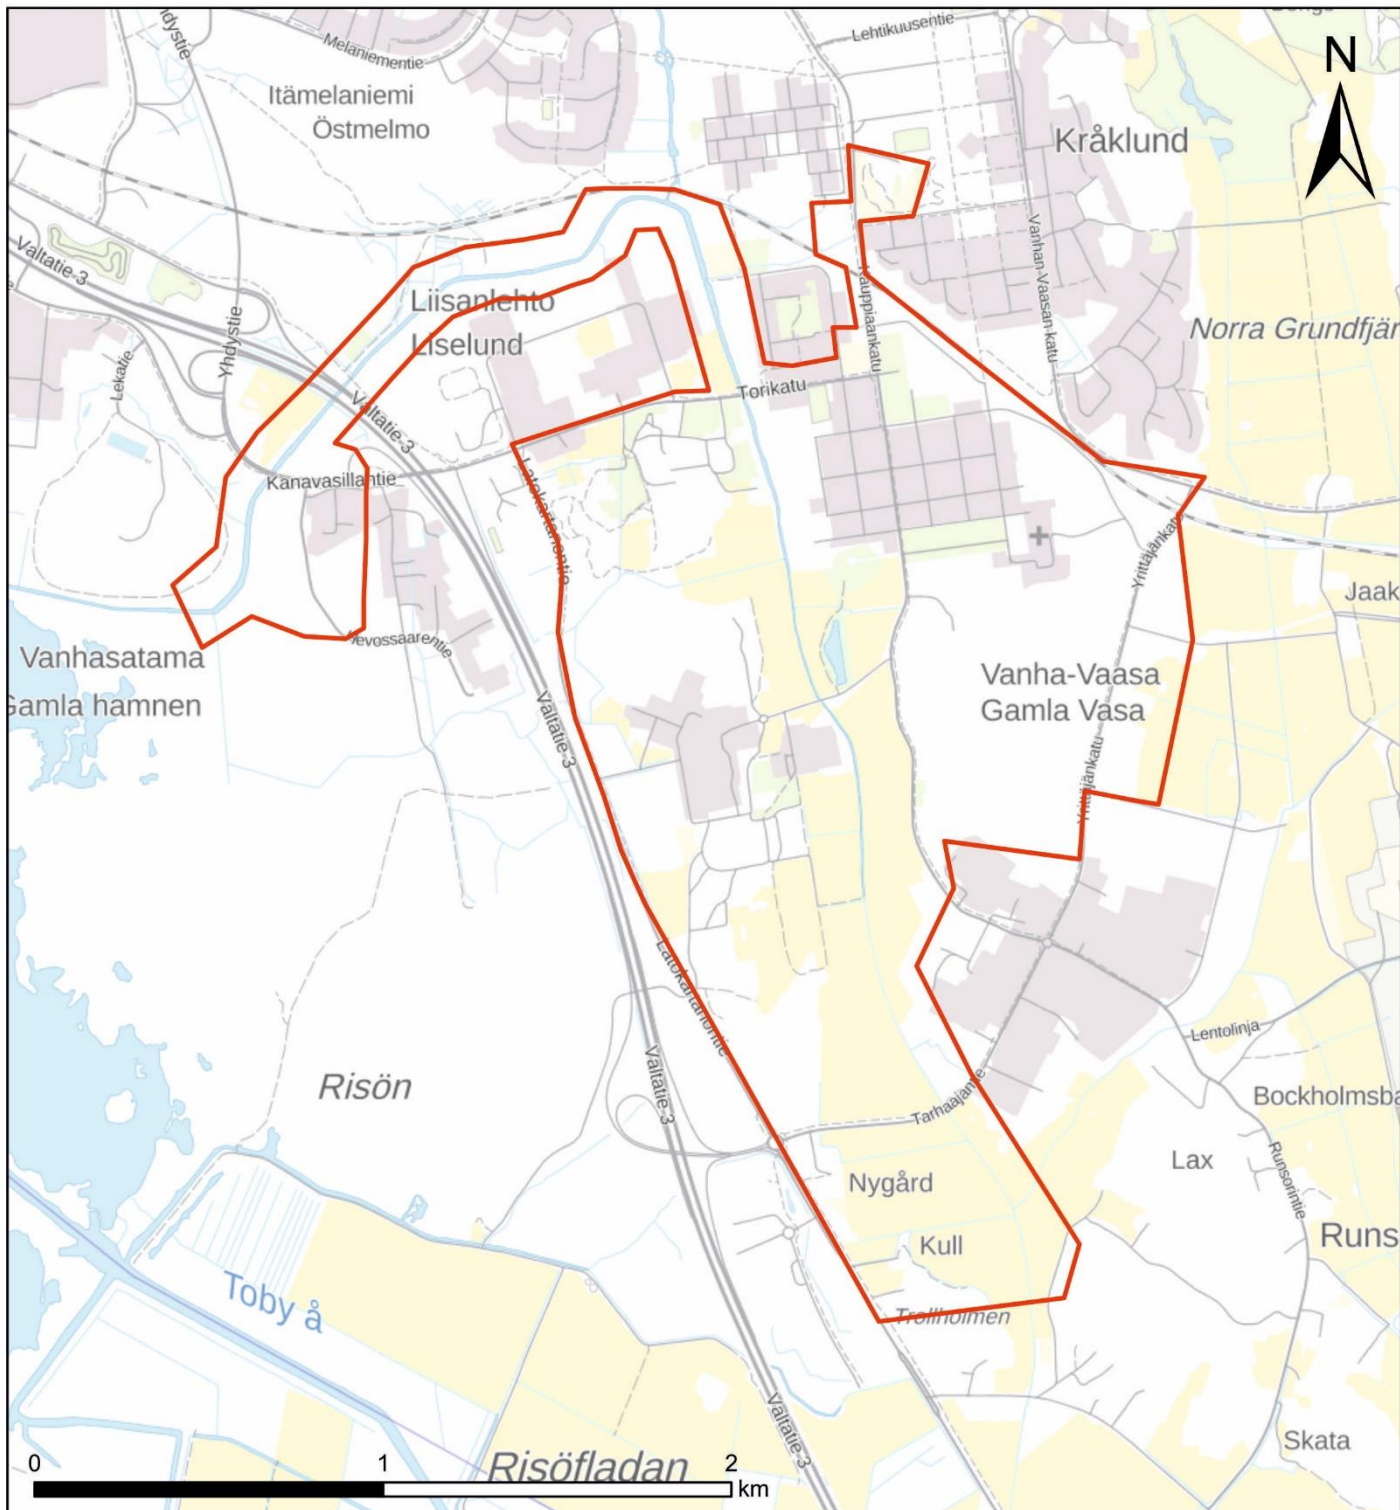 Lehtikuusentie
N
Melaniementie
Itämelaniemi
Östmelmo
Kråklund
Valtatie 3
Vanhan-Vaasan-katu
Kauppiaankatu
Liisanlehto
Liselund
Yhdystie
Lekatie
Norra Grundfjär
Valtatie-3
Torikatu
Kanavasillantie
Latokartanontie
Yrittäjänkatu
Jaak
Vanhasatama
Gamla hamnen
Valtatie-3
Vanha-Vaasa
Gamla Vasa
Yrittäjänkatu
Latokartanontie
Lentolinja
Risön
Valtatie-3
Tarhaajantie
Bockholmsba
Lax
Runsorintie
Nygård
Kull
Runs
Toby å
Trollholmen
Valtatie-3
Skata
Risöfladan
0 1 2
km